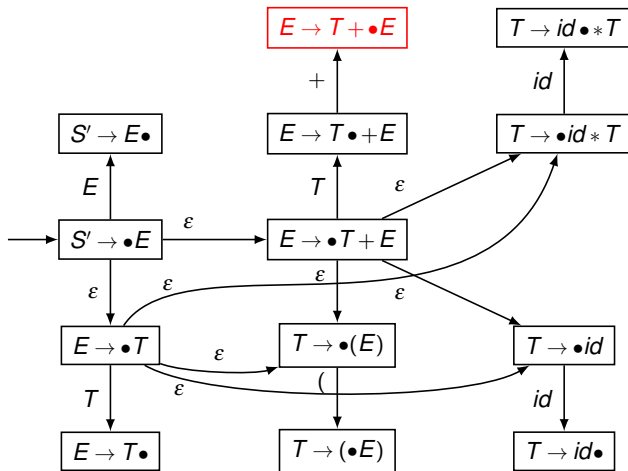 E → T + •E
T → id • ∗ T
+
id
S′ → E•
E → T • + E
T → •id ∗ T
E
T
ε
S′ → •E
ε
E → •T + E
ε
ε
ε
E → •T
ε
T → •(E)
T → •id
T
ε
(
id
E → T•
T → (•E)
T → id•